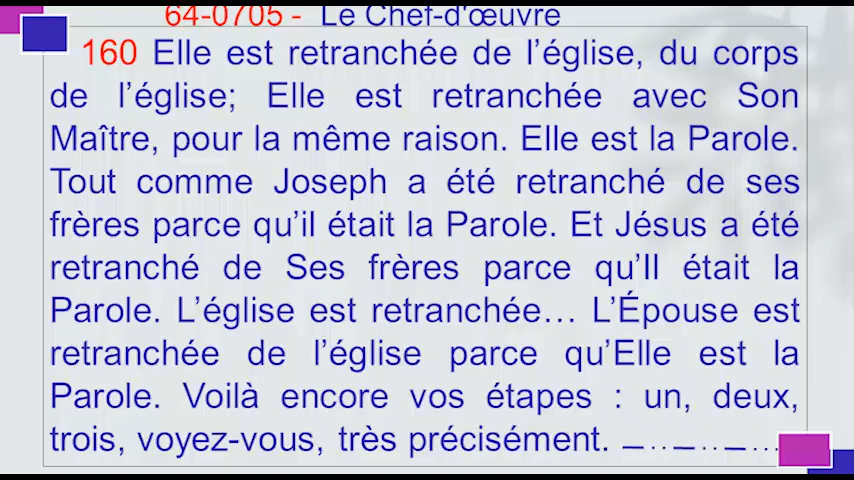 64-0705 - Le Chef-d'œuvre
160 Elle est retranchée de l’église, du corps
de l’église; Elle est retranchée avec Son
Maître, pour la même raison. Elle est la Parole.
Tout comme Joseph a été retranché de ses
frères parce qu’il était la Parole. Et Jésus a été
retranché de Ses frères parce qu’Il était la
Parole. L’église est retranchée… L’Épouse est
retranchée de l’église parce qu’Elle est la
Parole. Voilà encore vos étapes : un, deux,
trois, voyez-vous, très précisément. —..—..—...